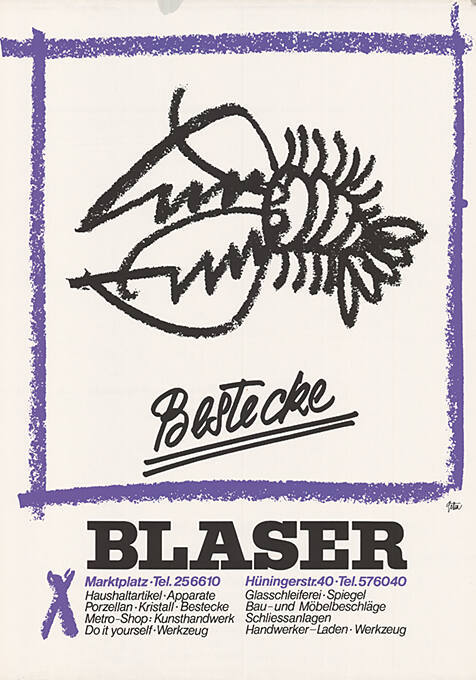 Bestecke
BLASER
Marktplatz·Tel. 256610
Haushaltartikel·Apparate
Porzellan·Kristall·Bestecke
Metro-Shop: Kunsthandwerk
Do it yourself·Werkzeug
Hüningerstr.40·Tel.576040
Glasschleiferei·Spiegel
Bau-und Möbelbeschläge
Schliessanlagen
Handwerker-Laden·Werkzeug